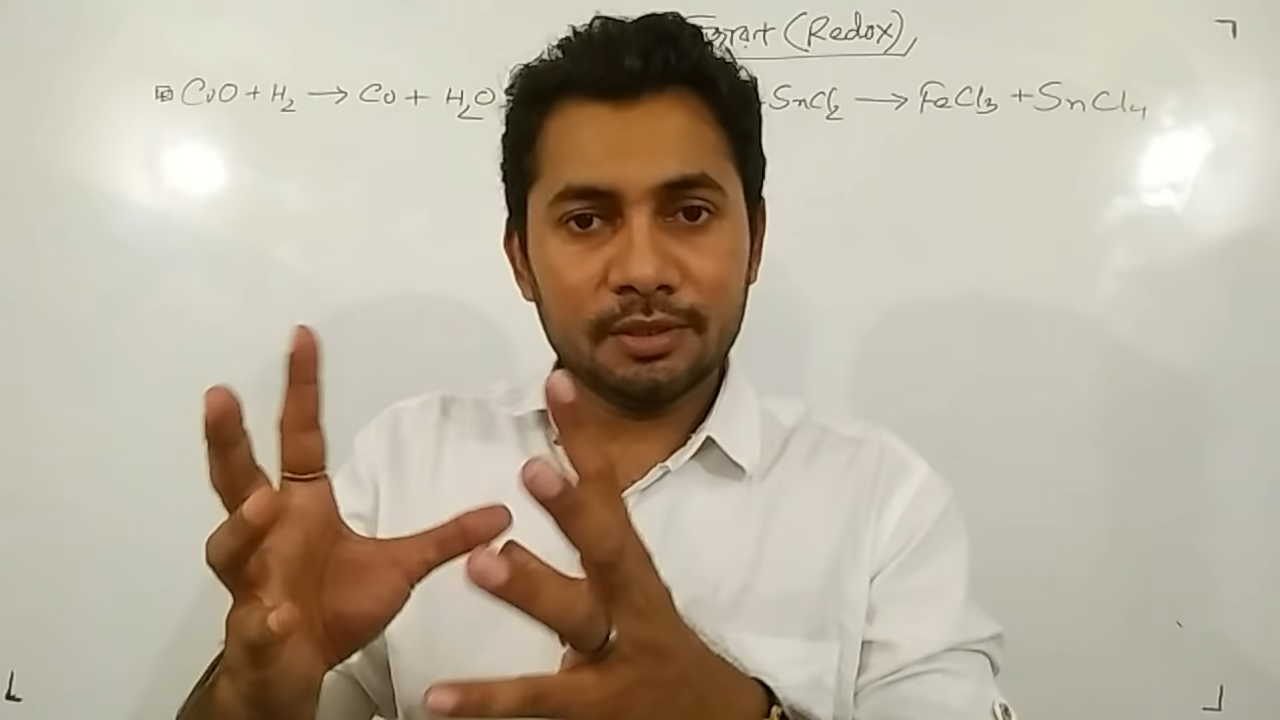 (Redox),
CuO + H₂ → Cu + H₂O SnCl₂ → FeCl₃ + SnCl₄